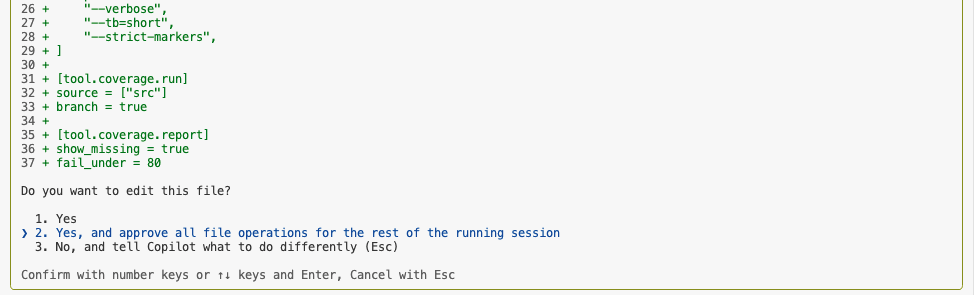 26 +     "--verbose",
27 +     "--tb=short",
28 +     "--strict-markers",
29 + ]
30 +
31 + [tool.coverage.run]
32 + source = ["src"]
33 + branch = true
34 +
35 + [tool.coverage.report]
36 + show_missing = true
37 + fail_under = 80
Do you want to edit this file?
1. Yes
❯ 2. Yes, and approve all file operations for the rest of the running session
3. No, and tell Copilot what to do differently (Esc)
Confirm with number keys or ↑↓ keys and Enter, Cancel with Esc